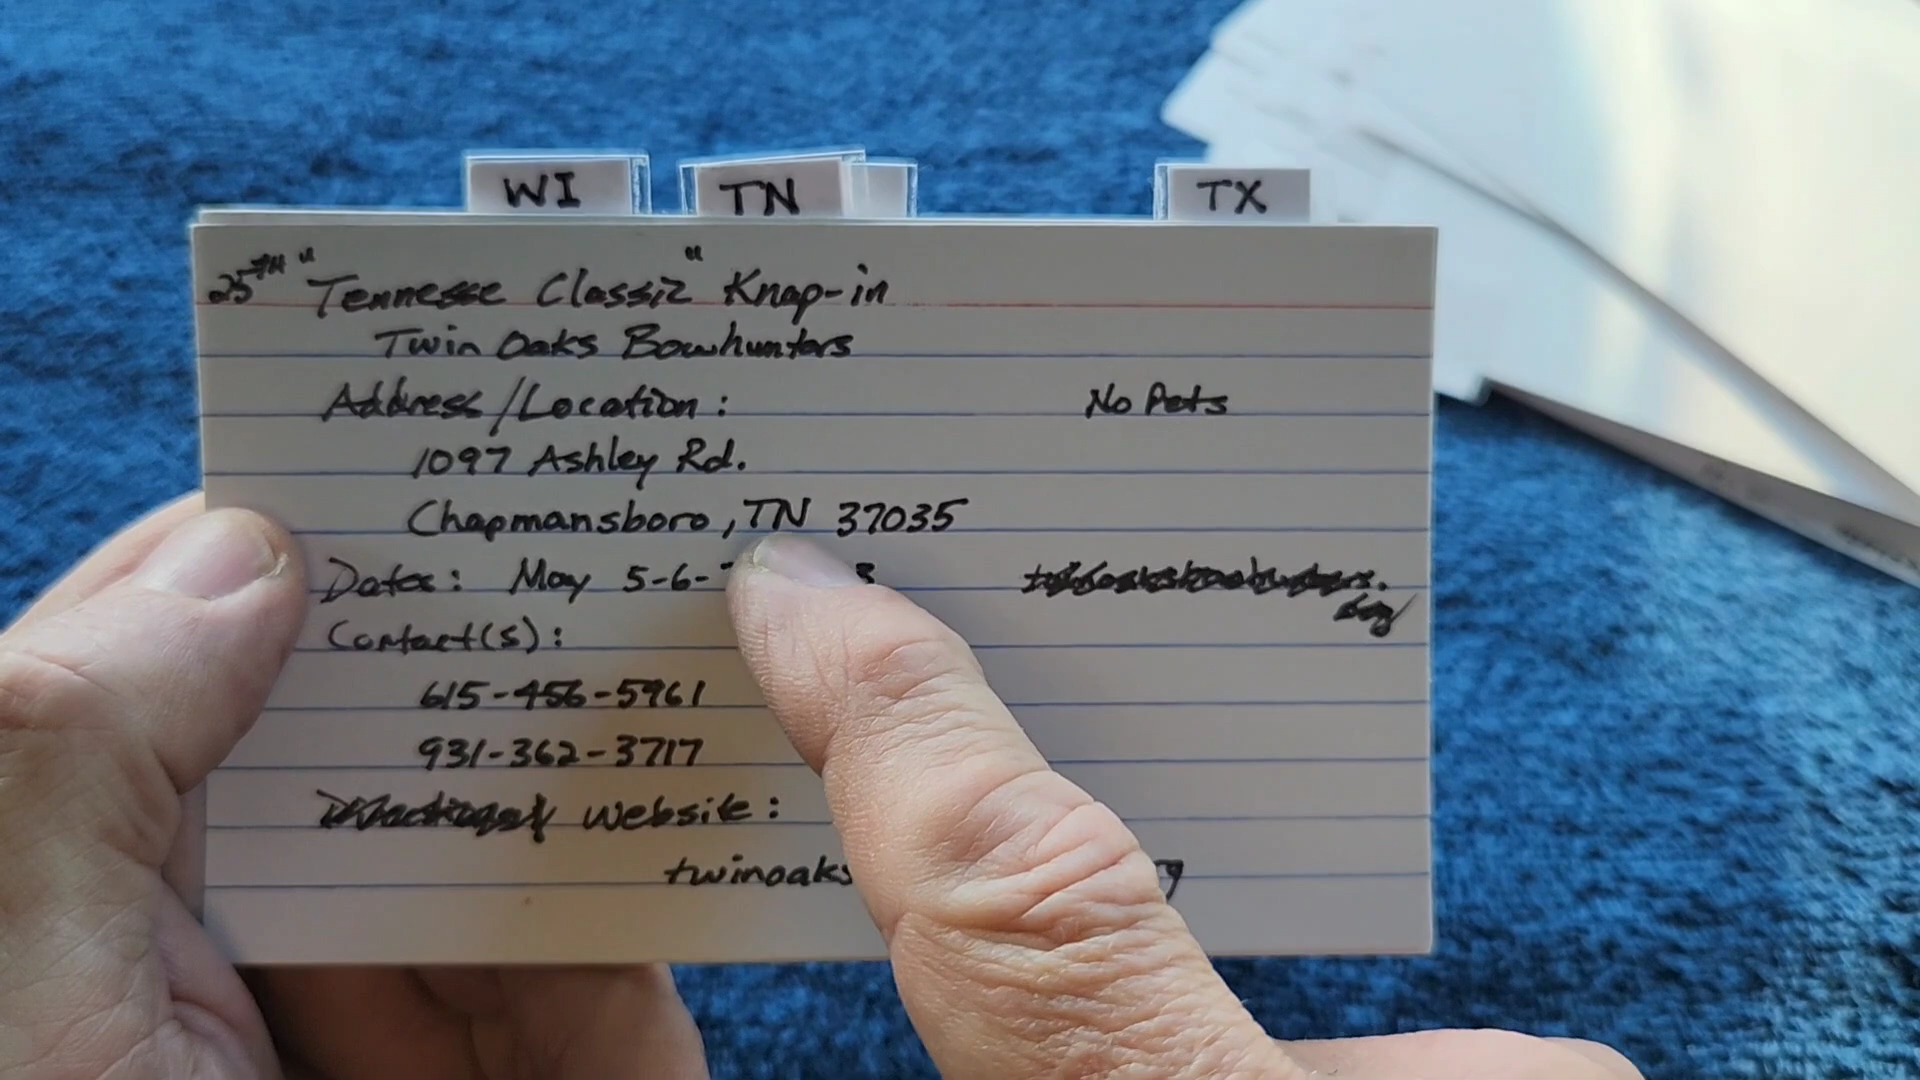 WI
TN
TX
25TH "Tennesse Classic" Knap-in
Twin Oaks Bowhunters
Address/Location:
No Pets
1097 Ashley Rd.
Chapmansboro, TN 37035
Dates: May 5-6-
Contact(s):
615-456-5961
931-362-3717
website:
twinoaks